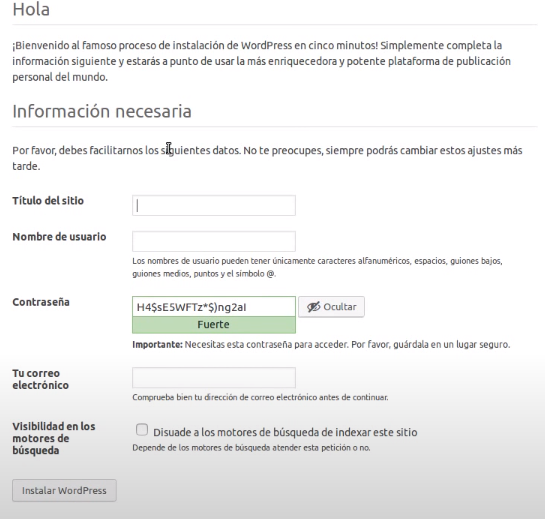 Hola
¡Bienvenido al famoso proceso de instalación de WordPress en cinco minutos! Simplemente completa la
información siguiente y estarás a punto de usar la más enriquecedora y potente plataforma de publicación
personal del mundo.
Información necesaria
Por favor, debes facilitarnos los siguientes datos. No te preocupes, siempre podrás cambiar estos ajustes más
tarde.
Título del sitio
Nombre de usuario
Los nombres de usuario pueden tener únicamente caracteres alfanuméricos, espacios, guiones bajos,
guiones medios, puntos y el símbolo @.
Contraseña
H4$sE5WFTz*$)ng2aI
Ocultar
Fuerte
Importante: Necesitas esta contraseña para acceder. Por favor, guárdala en un lugar seguro.
Tu correo
electrónico
Comprueba bien tu dirección de correo electrónico antes de continuar.
Visibilidad en los
motores de
búsqueda
Disuade a los motores de búsqueda de indexar este sitio
Depende de los motores de búsqueda atender esta petición o no.
Instalar WordPress